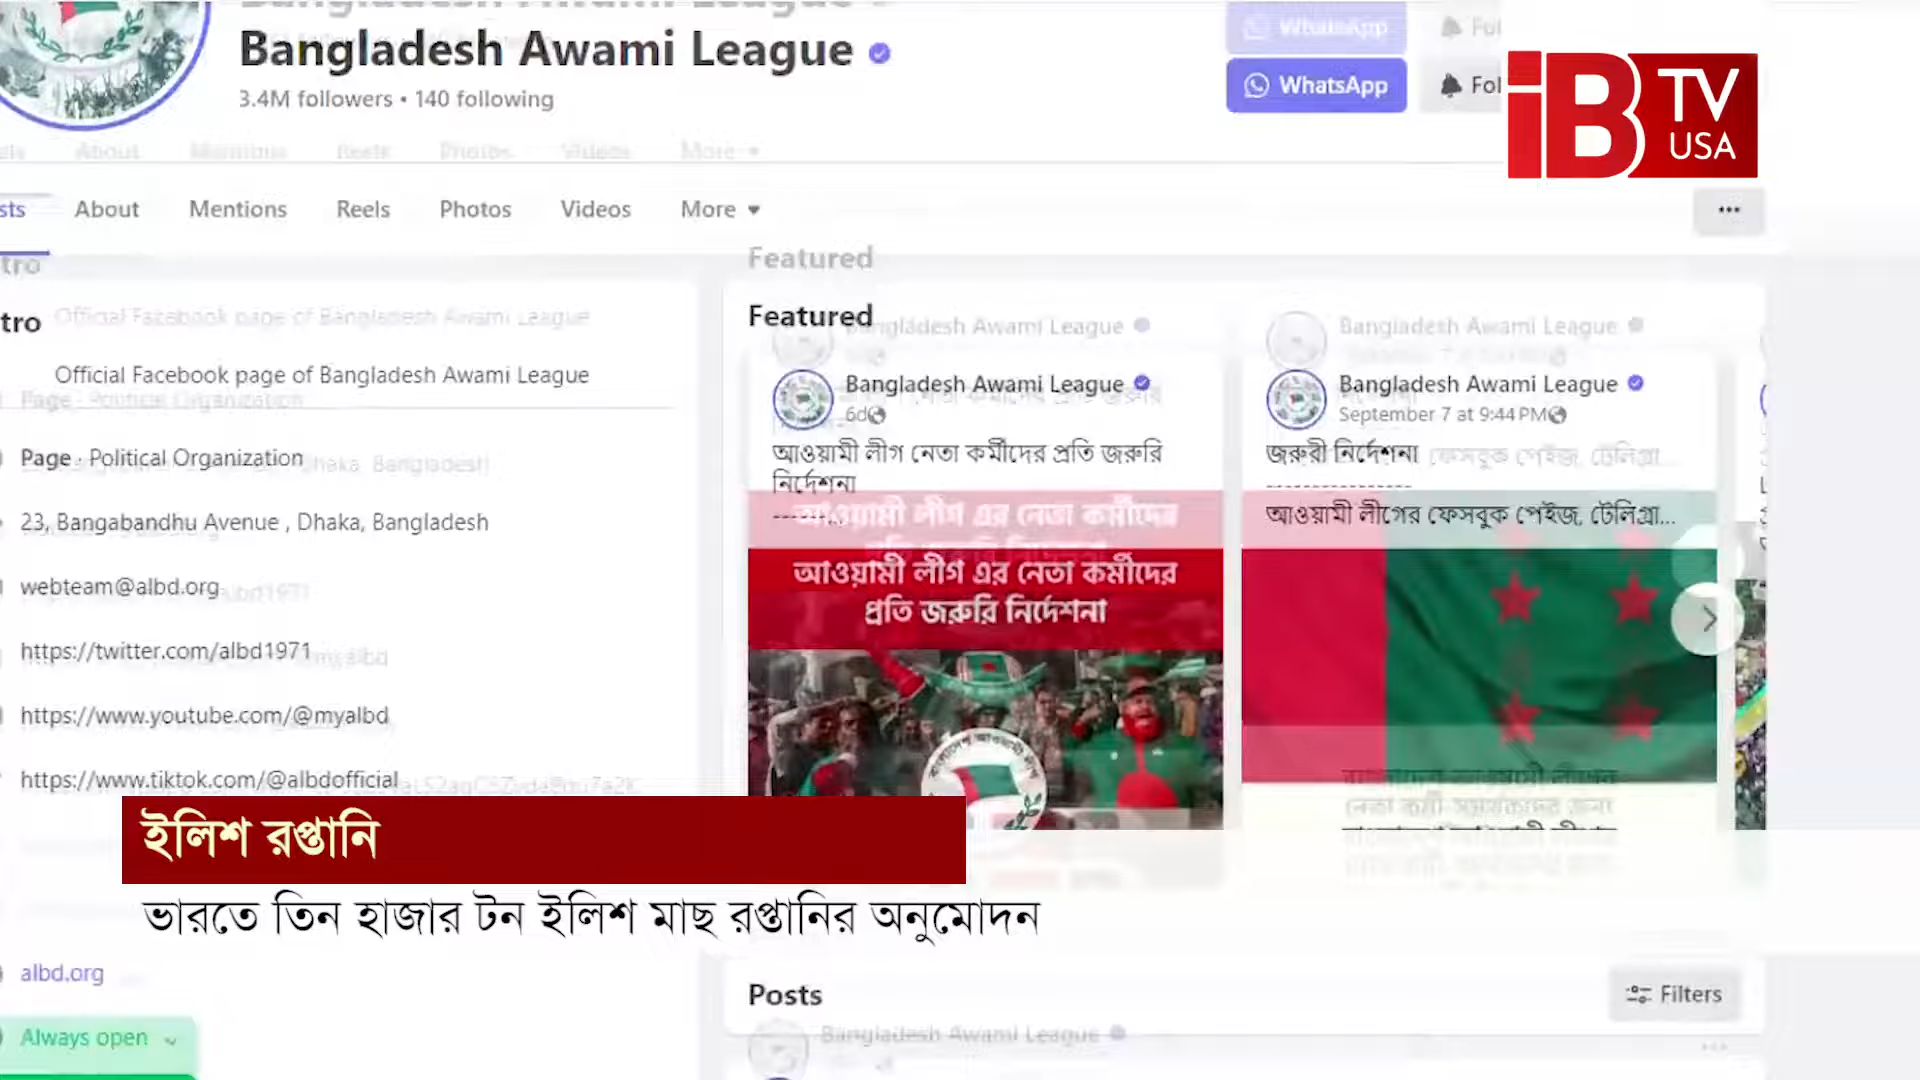 Bangladesh Awami League
3.4M followers • 140 following
WhatsApp
Fol
iB TV USA
sts About Mentions Reels Photos Videos More
tro
Official Facebook page of Bangladesh Awami League
Page · Political Organization
23, Bangabandhu Avenue , Dhaka, Bangladesh
webteam@albd.org
https://twitter.com/albd1971
https://www.youtube.com/@myalbd
https://www.tiktok.com/@albdofficial
albd.org
Always open
Featured
Bangladesh Awami League
6d
আওয়ামী লীগ নেতা কর্মীদের প্রতি জরুরি
নির্দেশনা
আওয়ামী লীগ এর নেতা কর্মীদের
প্রতি জরুরি নির্দেশনা
Bangladesh Awami League
September 7 at 9:44 PM
জরুরী নির্দেশনা
আওয়ামী লীগের ফেসবুক পেইজ, টেলিগ্রা...
ইলিশ রপ্তানি
ভারতে তিন হাজার টন ইলিশ মাছ রপ্তানির অনুমোদন
Posts
Filters
Bangladesh Awami League